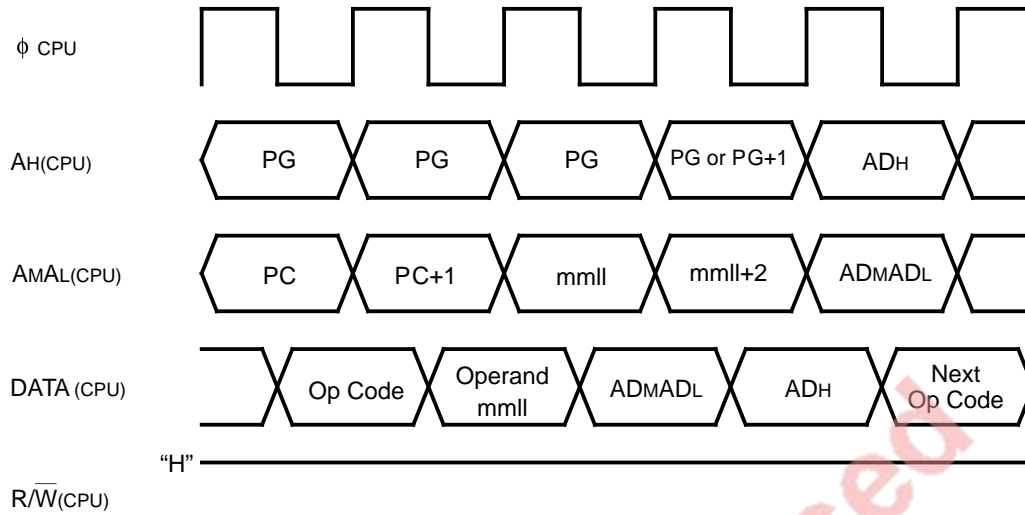 ϕ CPU
AH(CPU) PG PG PG PG or PG+1 ADH
AMAL(CPU) PC PC+1 mmll mmll+2 ADMADL
DATA (CPU) Op Code Operand mmll ADMADL ADH Next Op Code
“H”
R/W̅(CPU)